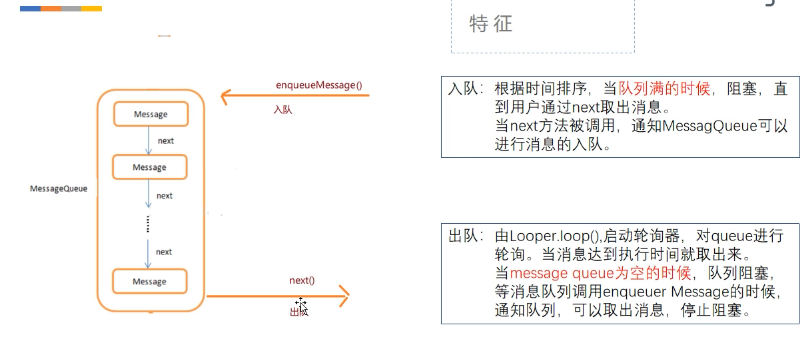 特征
enqueueMessage()
入队
Message
next
Message
next
MessageQueue
next
Message
next()
出队
入队：根据时间排序，当队列满的时候，阻塞，直
到用户通过next取出消息。
当next方法被调用，通知MessagQueue可以
进行消息的入队。
出队：由Looper.loop(),启动轮询器，对queue进行
轮询。当消息达到执行时间就取出来。
当message queue为空的时候，队列阻塞，
等消息队列调用enqueuer Message的时候，
通知队列，可以取出消息，停止阻塞。